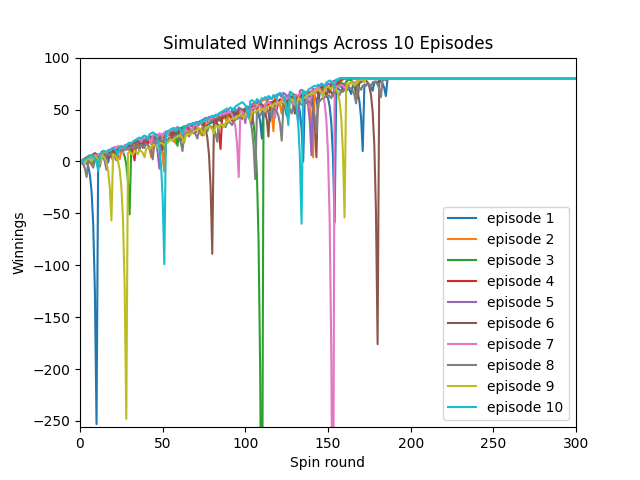 Simulated Winnings Across 10 Episodes
100
50
0
−50
−100
−150
−200
−250
Winnings
0 50 100 150 200 250 300
Spin round
episode 1
episode 2
episode 3
episode 4
episode 5
episode 6
episode 7
episode 8
episode 9
episode 10